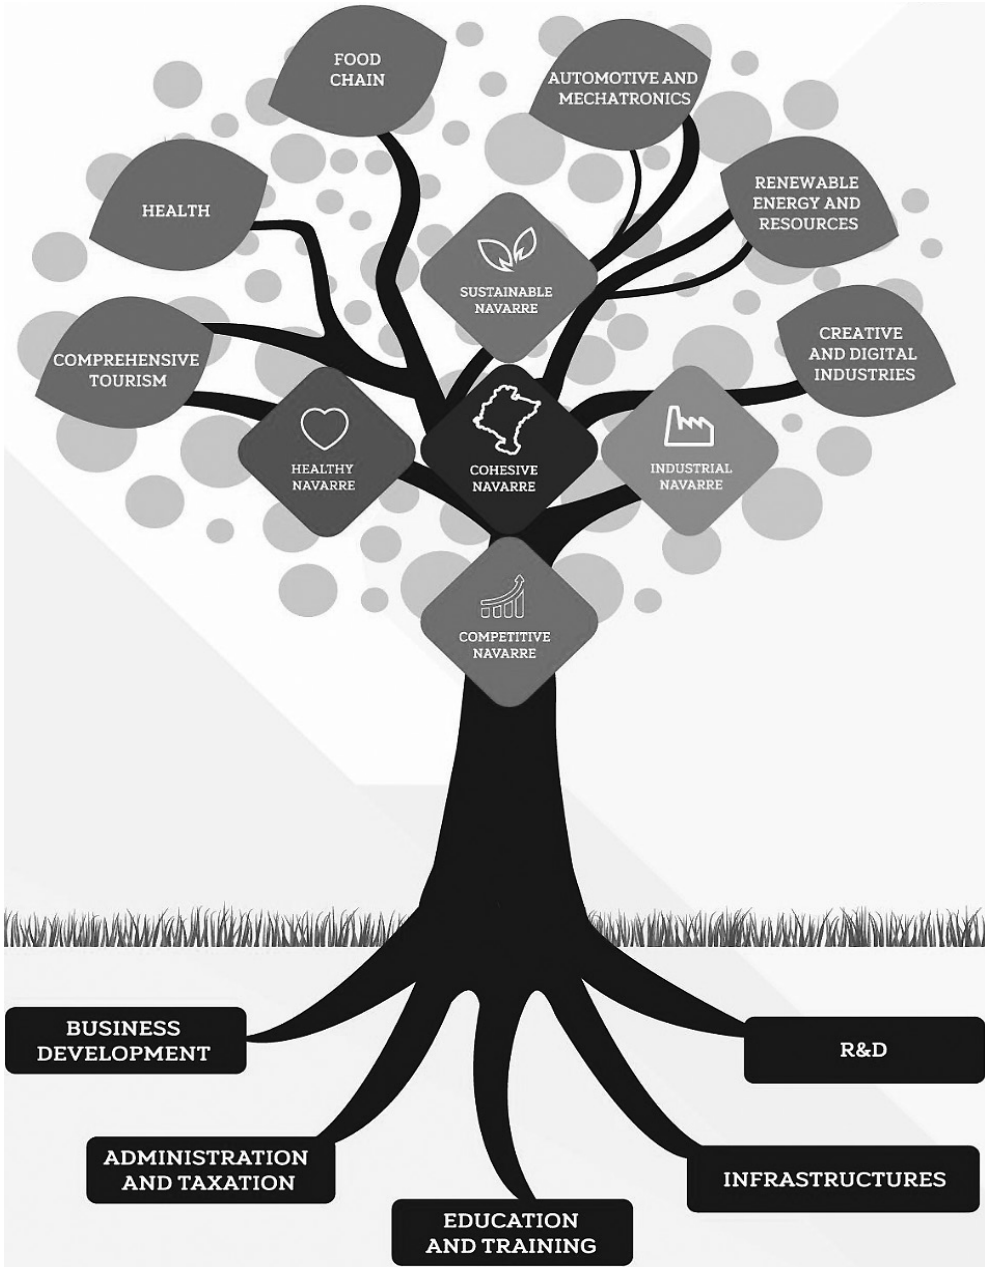 FOOD
CHAIN
AUTOMOTIVE AND
MECHATRONICS
HEALTH
RENEWABLE
ENERGY AND
RESOURCES
SUSTAINABLE
NAVARRE
COMPREHENSIVE
TOURISM
CREATIVE
AND DIGITAL
INDUSTRIES
HEALTHY
NAVARRE
COHESIVE
NAVARRE
INDUSTRIAL
NAVARRE
COMPETITIVE
NAVARRE
BUSINESS
DEVELOPMENT
R&D
ADMINISTRATION
AND TAXATION
INFRASTRUCTURES
EDUCATION
AND TRAINING